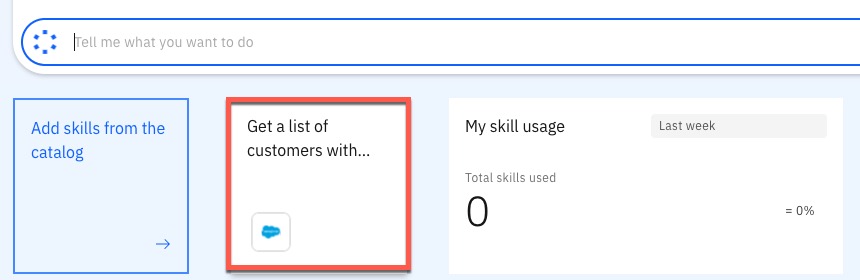 Tell me what you want to do
Add skills from the
catalog
Get a list of
customers with...
My skill usage
Last week
Total skills used
0
= 0%